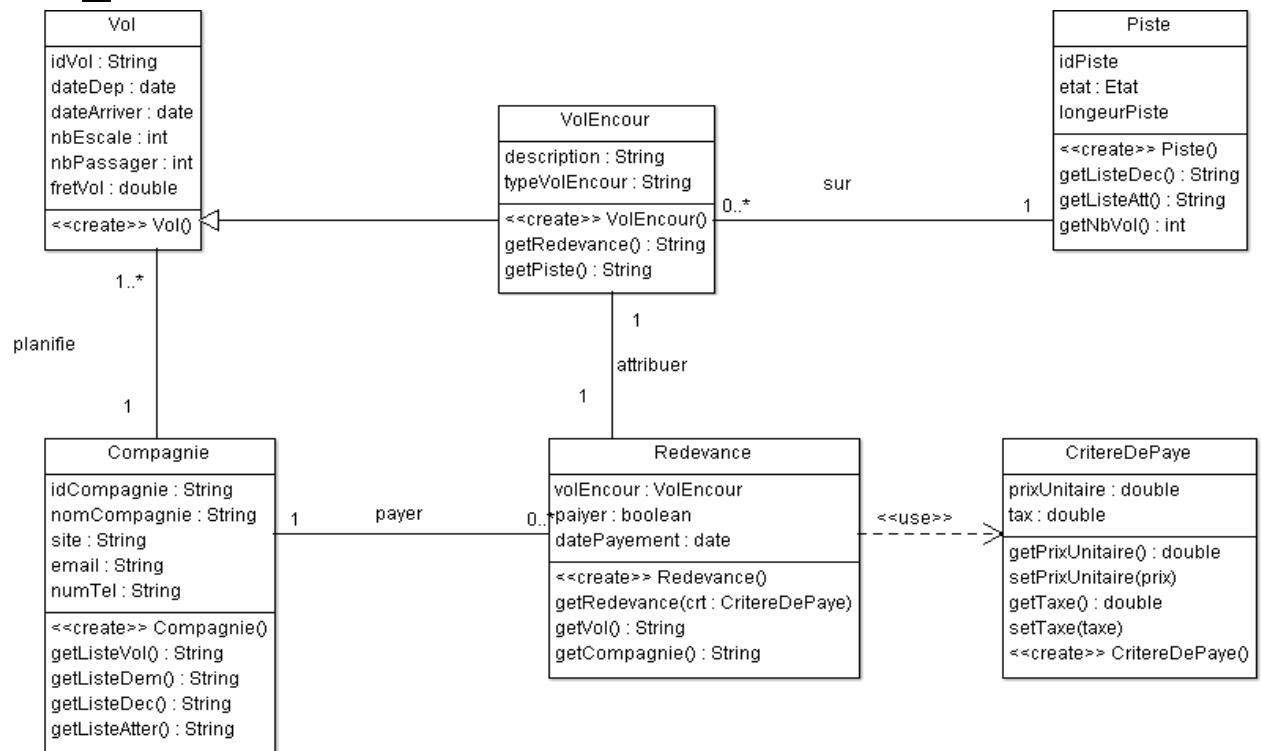 Vol
idVol : String
dateDep : date
dateArriver : date
nbEscale : int
nbPassager : int
fretVol : double
<<create>> Vol()
VolEncour
description : String
typeVolEncour : String
<<create>> VolEncour()
getRedevance() : String
getPiste() : String
Piste
idPiste
etat : Etat
longeurPiste
<<create>> Piste()
getListeDec() : String
getListeAtt() : String
getNbVol() : int
0..*
sur
1
1..*
planifie
1
1
attribuer
1
Compagnie
idCompagnie : String
nomCompagnie : String
site : String
email : String
numTel : String
<<create>> Compagnie()
getListeVol() : String
getListeDem() : String
getListeDec() : String
getListeAtter() : String
1
payer
0..*
Redevance
volEncour : VolEncour
paiyer : boolean
datePayement : date
<<create>> Redevance()
getRedevance(crt : CritereDePaye)
getVol() : String
getCompagnie() : String
<<use>>
CritereDePaye
prixUnitaire : double
tax : double
getPrixUnitaire() : double
setPrixUnitaire(prix)
getTaxe() : double
setTaxe(taxe)
<<create>> CritereDePaye()